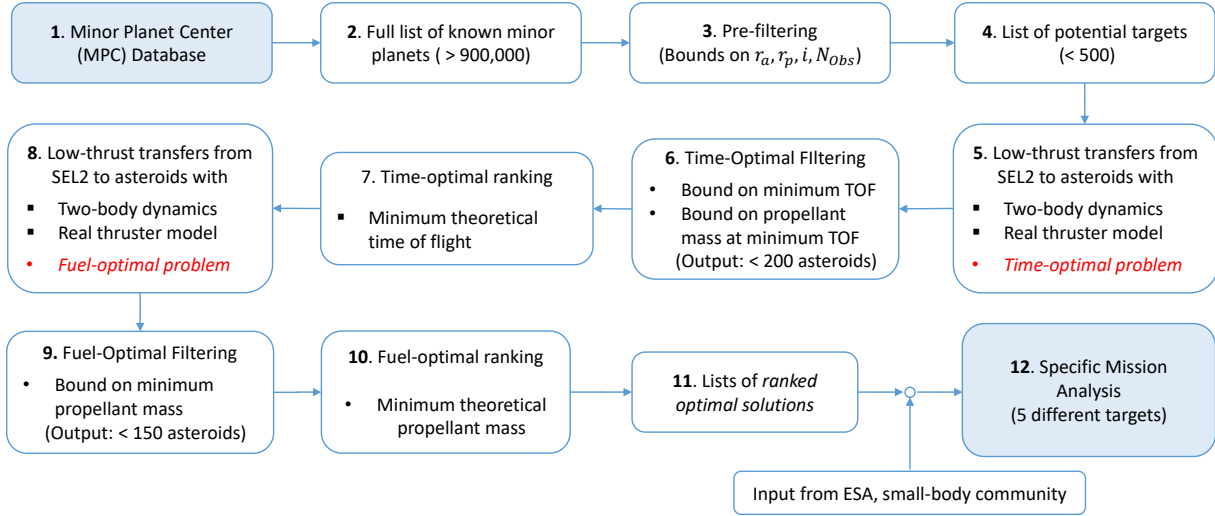 1. Minor Planet Center
(MPC) Database
2. Full list of known minor
planets ( > 900,000)
3. Pre-filtering
(Bounds on r_a, r_p, i, N_Obs)
4. List of potential targets
(< 500)
5. Low-thrust transfers from
SEL2 to asteroids with
▪ Two-body dynamics
▪ Real thruster model
• Time-optimal problem
6. Time-Optimal FIltering
• Bound on minimum TOF
• Bound on propellant
mass at minimum TOF
(Output: < 200 asteroids)
7. Time-optimal ranking
▪ Minimum theoretical
time of flight
8. Low-thrust transfers from
SEL2 to asteroids with
▪ Two-body dynamics
▪ Real thruster model
• Fuel-optimal problem
9. Fuel-Optimal Filtering
• Bound on minimum
propellant mass
(Output: < 150 asteroids)
10. Fuel-optimal ranking
• Minimum theoretical
propellant mass
11. Lists of ranked
optimal solutions
12. Specific Mission
Analysis
(5 different targets)
Input from ESA, small-body community